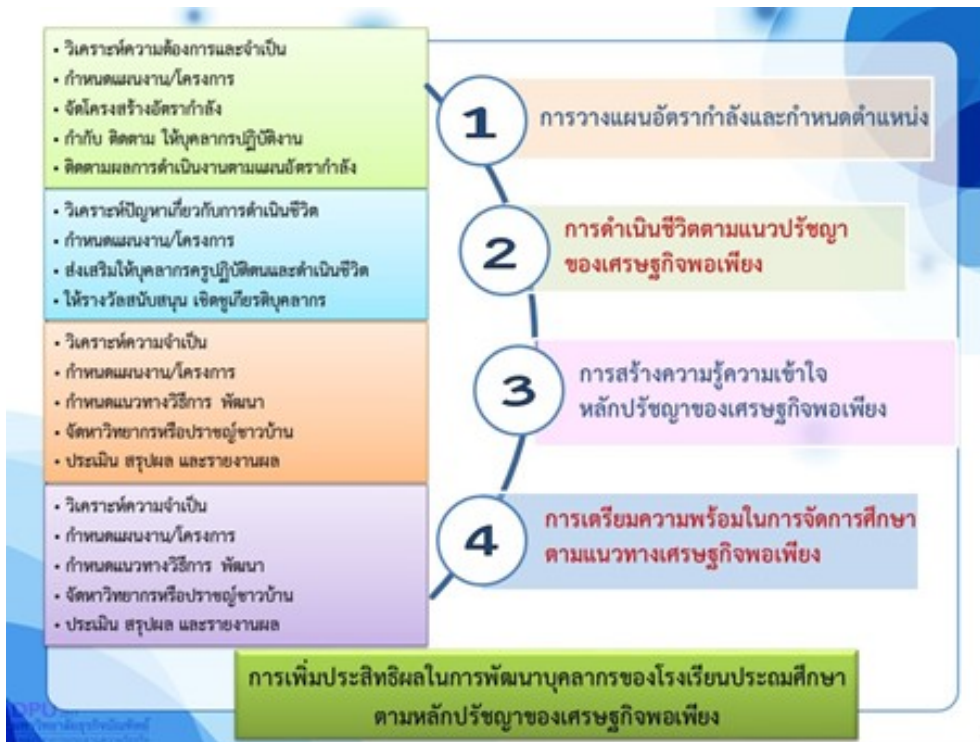 • วิเคราะห์ความต้องการและจำเป็น
• กำหนดแผนงาน/โครงการ
• จัดโครงสร้างอัตรากำลัง
• กำกับ ติดตาม ให้บุคลากรปฏิบัติงาน
• ติดตามผลการดำเนินงานตามแผนอัตรากำลัง
1
การวางแผนอัตรากำลังและกำหนดตำแหน่ง
• วิเคราะห์ปัญหาเกี่ยวกับการดำเนินชีวิต
• กำหนดแผนงาน/โครงการ
• ส่งเสริมให้บุคลากรครูปฏิบัติตนและดำเนินชีวิต
• ให้รางวัลสนับสนุน เชิดชูเกียรติบุคลากร
2
การดำเนินชีวิตตามแนวปรัชญา
ของเศรษฐกิจพอเพียง
• วิเคราะห์ความจำเป็น
• กำหนดแผนงาน/โครงการ
• กำหนดแนวทางวิธีการ พัฒนา
• จัดหาวิทยากรหรือปราชญ์ชาวบ้าน
• ประเมิน สรุปผล และรายงานผล
3
การสร้างความรู้ความเข้าใจ
หลักปรัชญาของเศรษฐกิจพอเพียง
• วิเคราะห์ความจำเป็น
• กำหนดแผนงาน/โครงการ
• กำหนดแนวทางวิธีการ พัฒนา
• จัดหาวิทยากรหรือปราชญ์ชาวบ้าน
• ประเมิน สรุปผล และรายงานผล
4
การเตรียมความพร้อมในการจัดการศึกษา
ตามแนวทางเศรษฐกิจพอเพียง
การเพิ่มประสิทธิผลในการพัฒนาบุคลากรของโรงเรียนประถมศึกษา
ตามหลักปรัชญาของเศรษฐกิจพอเพียง
DPU
มหาวิทยาลัยธุรกิจบัณฑิตย์